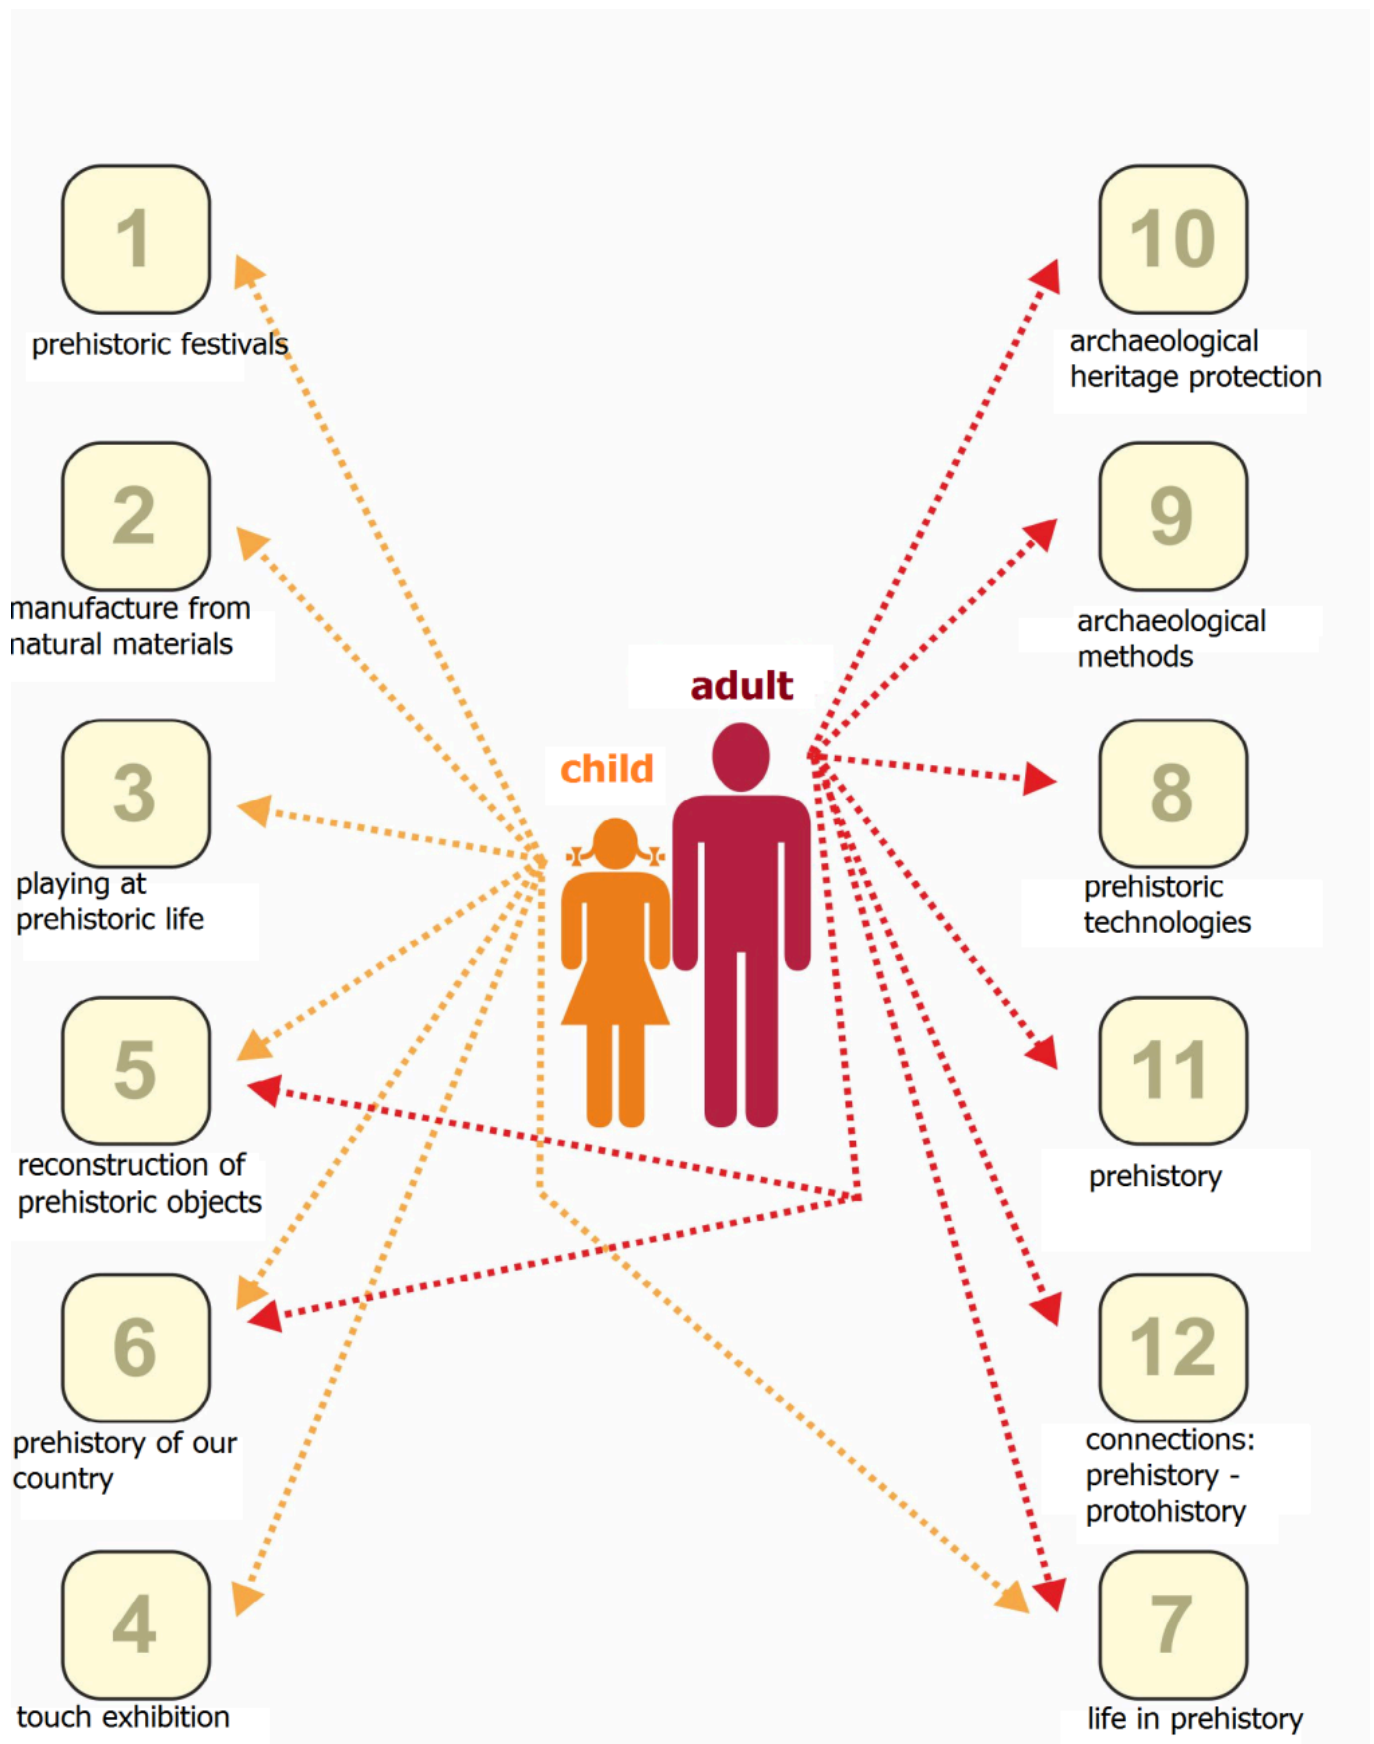 1
prehistoric festivals
2
manufacture from
natural materials
3
playing at
prehistoric life
5
reconstruction of
prehistoric objects
6
prehistory of our
country
4
touch exhibition
adult
child
10
archaeological
heritage protection
9
archaeological
methods
8
prehistoric
technologies
11
prehistory
12
connections:
prehistory -
protohistory
7
life in prehistory